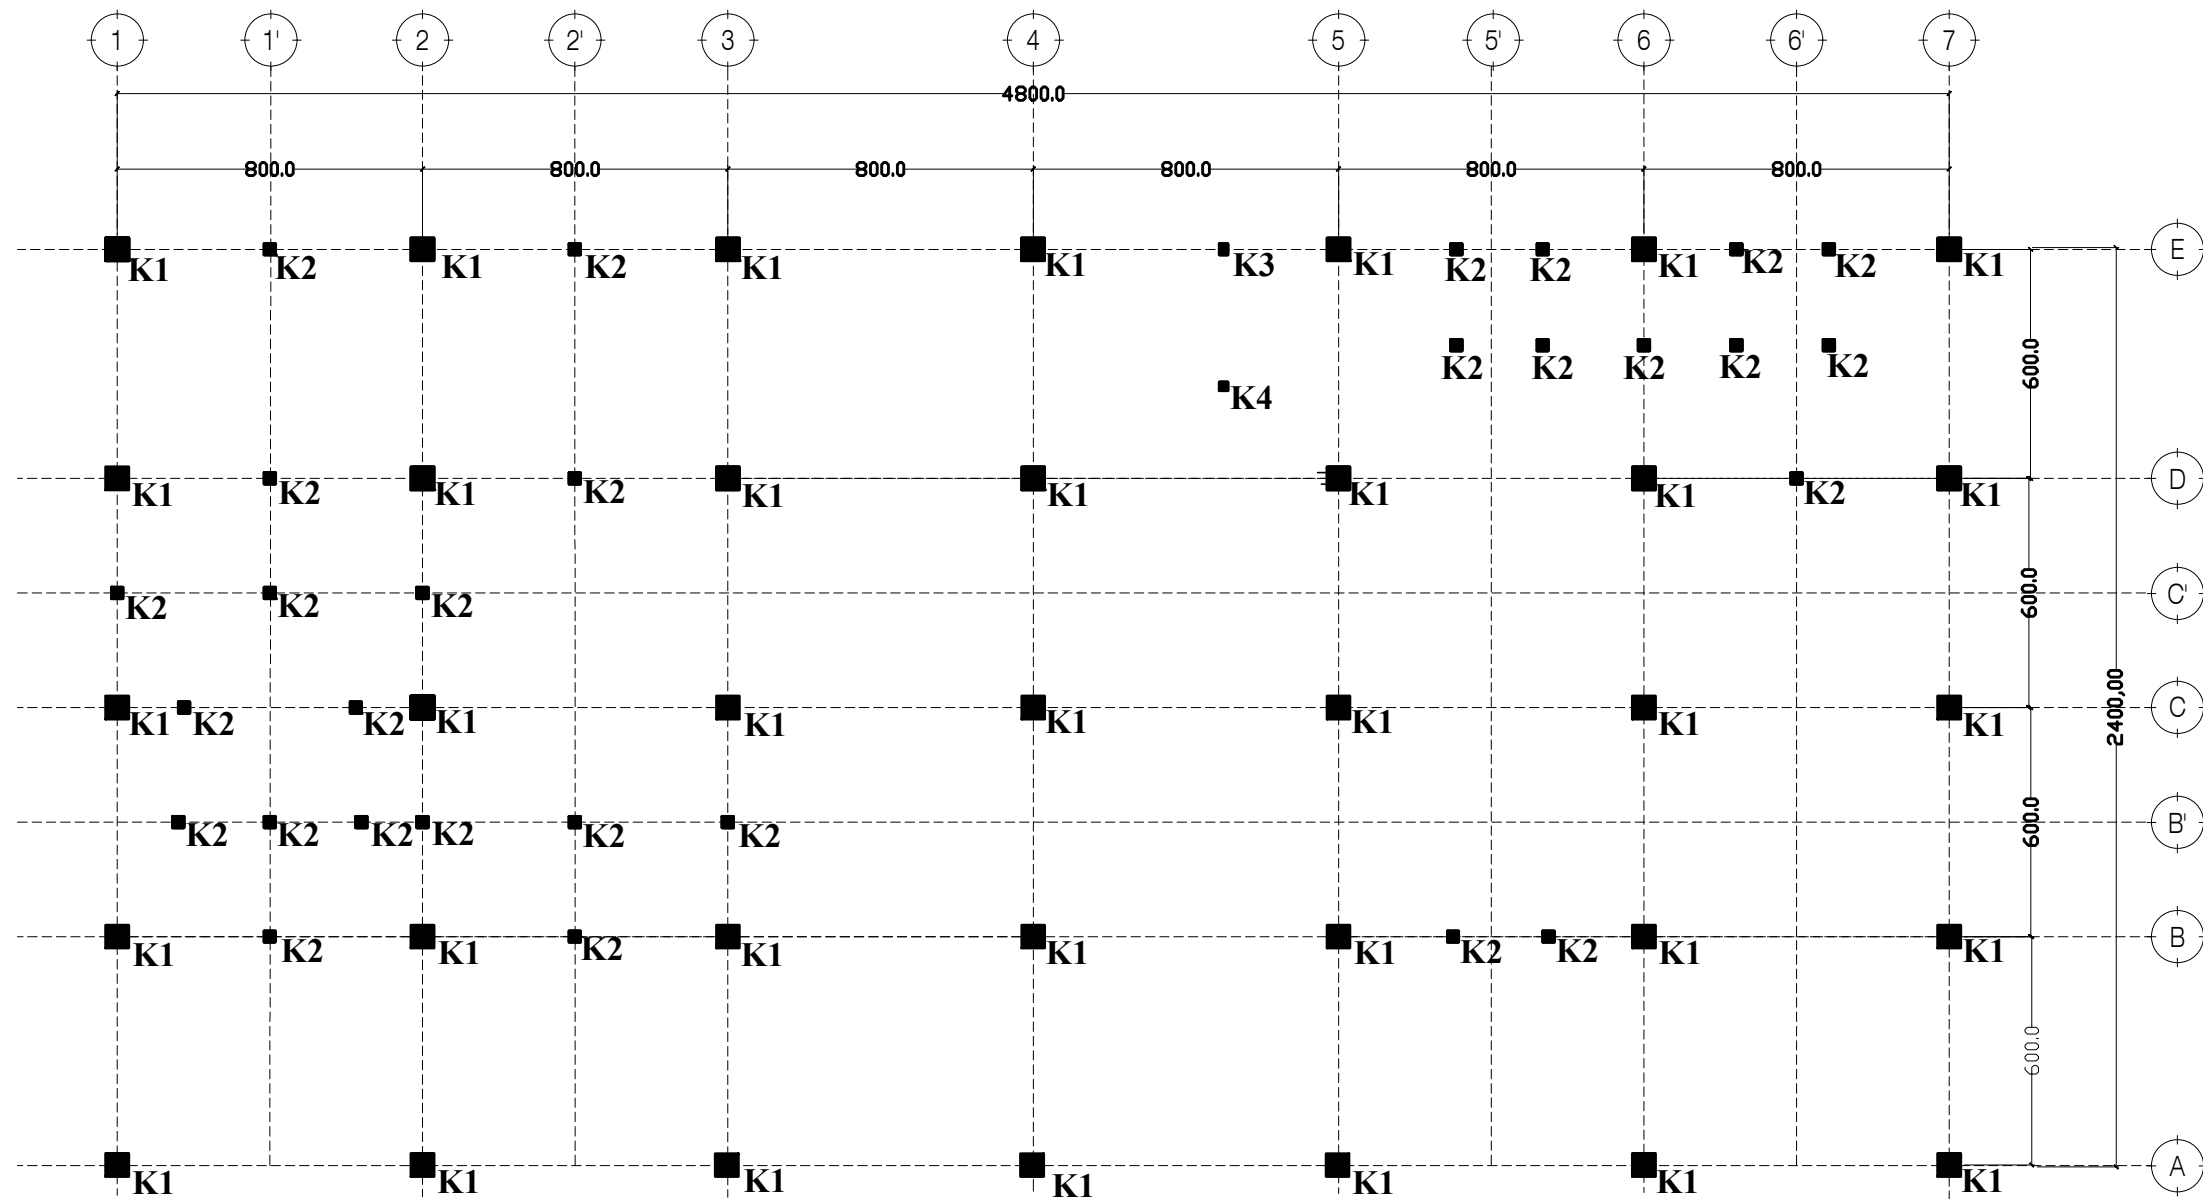 1 1' 2 2' 3 4 5 5' 6 6' 7
4800.0
800.0 800.0 800.0 800.0 800.0 800.0
E
K1 K2 K1 K2 K1 K1 K3 K1 K2 K2 K1 K2 K2 K1
600.0
K2 K2 K2 K2 K2
K4
D
K1 K2 K1 K2 K1 K1 K1 K1 K2 K1
600.0 C'
K2 K2 K2
2400,00 C
K1 K2 K2 K1 K1 K1 K1 K1 K1
600.0 B'
K2 K2 K2 K2 K2 K2
B
K1 K2 K1 K2 K1 K1 K1 K2 K2 K1 K1
600.0
A
K1 K1 K1 K1 K1 K1 K1